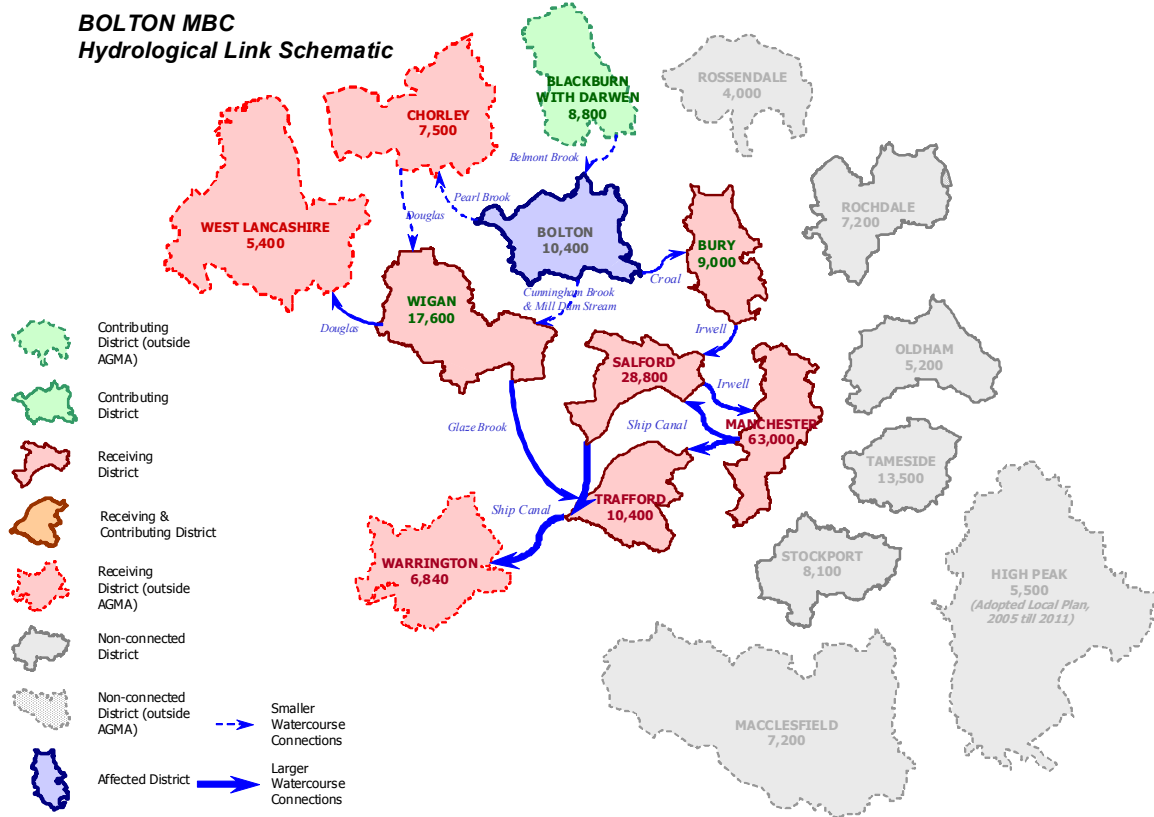 BOLTON MBC
Hydrological Link Schematic
BLACKBURN
WITH DARWEN
8,800
ROSSENDALE
4,000
CHORLEY
7,500
Belmont Brook
Pearl Brook
Douglas
ROCHDALE
7,200
WEST LANCASHIRE
5,400
BOLTON
10,400
BURY
9,000
Croal
Cunningham Brook
& Mill Dam Stream
WIGAN
17,600
Douglas
Irwell
OLDHAM
5,200
SALFORD
28,800
Irwell
Glaze Brook
Ship Canal
MANCHESTER
63,000
TAMESIDE
13,500
TRAFFORD
10,400
Ship Canal
WARRINGTON
6,840
STOCKPORT
8,100
HIGH PEAK
5,500
(Adopted Local Plan,
2005 till 2011)
MACCLESFIELD
7,200
Contributing
District (outside
AGMA)
Contributing
District
Receiving
District
Receiving &
Contributing District
Receiving
District (outside
AGMA)
Non-connected
District
Non-connected
District (outside
AGMA)
Affected District
Smaller
Watercourse
Connections
Larger
Watercourse
Connections